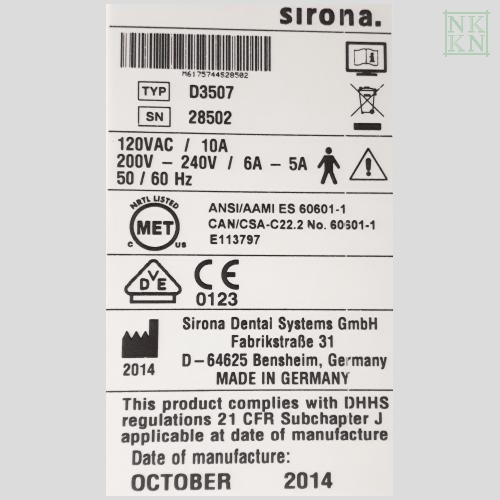 sirona.
NK
KN
M6175744S28502
TYP D3507
SN 28502
120VAC / 10A
200V – 240V / 6A – 5A
50 / 60 Hz
NRTL LISTED
MET
C US
ANSI/AAMI ES 60601-1
CAN/CSA-C22.2 No. 60601-1
E113797
DVE
CE
0123
2014
Sirona Dental Systems GmbH
Fabrikstraße 31
D – 64625 Bensheim, Germany
MADE IN GERMANY
This product complies with DHHS
regulations 21 CFR Subchapter J
applicable at date of manufacture
Date of manufacture:
OCTOBER 2014